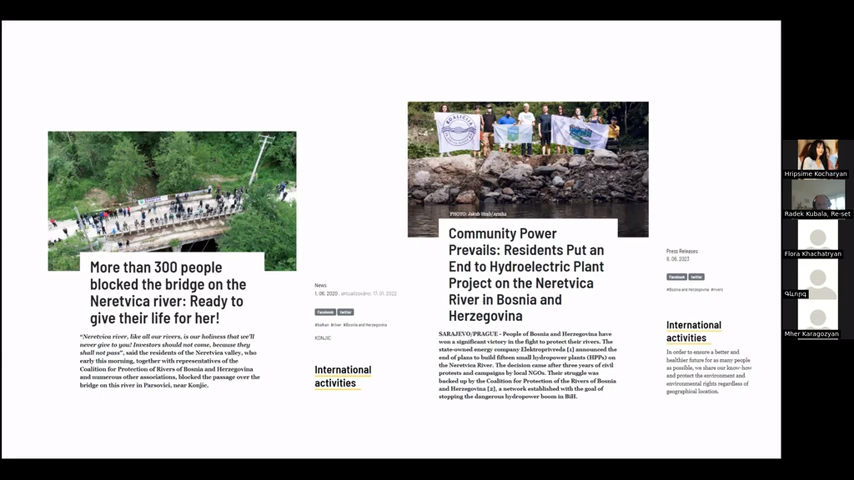 More than 300 people
blocked the bridge on the
Neretvica river: Ready to
give their life for her!
"Neretvica river, like all our rivers, is our holiness that we'll
never give to you! Investors should not come, because they
shall not pass", said the residents of the Neretvica valley, who
early this morning, together with representatives of the
Coalition for Protection of Rivers of Bosnia and Herzegovina
and numerous other associations, blocked the passage over the
bridge on this river in Parsovici, near Konjic.
News
1. 06. 2020
17. 01. 2022
Facebook twitter
#balkan #river #Bosnia and Herzegovina
KONJIC
International
activities
KOALICIJA
PHOTO: Jakub Hrab/Arnika
Community Power
Prevails: Residents Put an
End to Hydroelectric Plant
Project on the Neretvica
River in Bosnia and
Herzegovina
SARAJEVO/PRAGUE - People of Bosnia and Herzegovina have
won a significant victory in the fight to protect their rivers. The
state-owned energy company Elektroprivreda [1] announced the
end of plans to build fifteen small hydropower plants (HPPs) on
the Neretvica River. The decision came after three years of civil
protests and campaigns by local NGOs. Their struggle was
backed up by the Coalition for Protection of the Rivers of Bosnia
and Herzegovina [2], a network established with the goal of
stopping the dangerous hydropower boom in BiH.
Press Releases
6. 06. 2023
Facebook twitter
#Bosnia and Herzegovina #rivers
International
activities
In order to ensure a better and
healthier future for as many people
as possible, we share our know-how
and protect the environment and
environmental rights regardless of
geographical location.
Hripsime Kocharyan
Radek Kubala, Re-set
Flora Khachatryan
Գևորգ
Mher Karagozyan